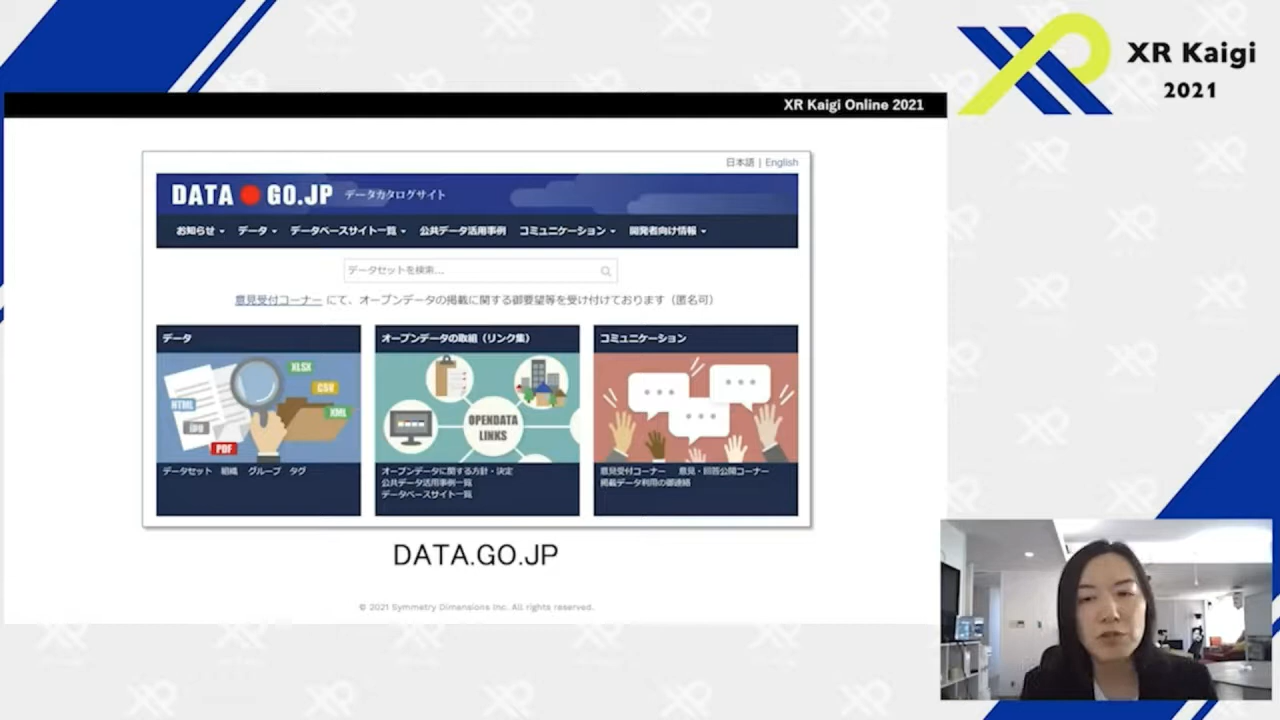 XR Kaigi
2021
XR Kaigi Online 2021
日本語 | English
DATA GO.JP データカタログサイト
お知らせ データ データベースサイト一覧 公共データ活用事例 コミュニケーション 開発者向け情報
データセットを検索...
意見受付コーナー にて、オープンデータの掲載に関する御要望等を受け付けております（匿名可）
データ
XLSX
CSV
HTML
XML
jpg
PDF
データセット 組織 グループ タグ
オープンデータの取組（リンク集）
OPENDATA
LINKS
オープンデータに関する方針・決定
公共データ活用事例一覧
データベースサイト一覧
コミュニケーション
意見受付コーナー 意見・回答公開コーナー
掲載データ利用の御連絡
DATA.GO.JP
© 2021 Symmetry Dimensions Inc. All rights reserved.